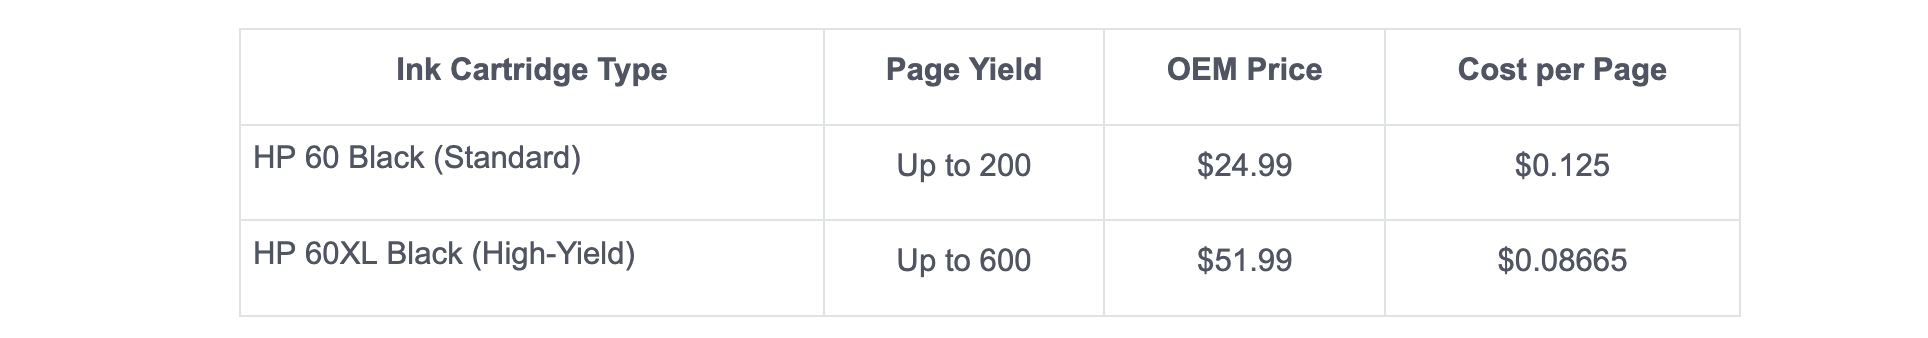 Ink Cartridge Type Page Yield OEM Price Cost per Page
HP 60 Black (Standard) Up to 200 $24.99 $0.125
HP 60XL Black (High-Yield) Up to 600 $51.99 $0.08665